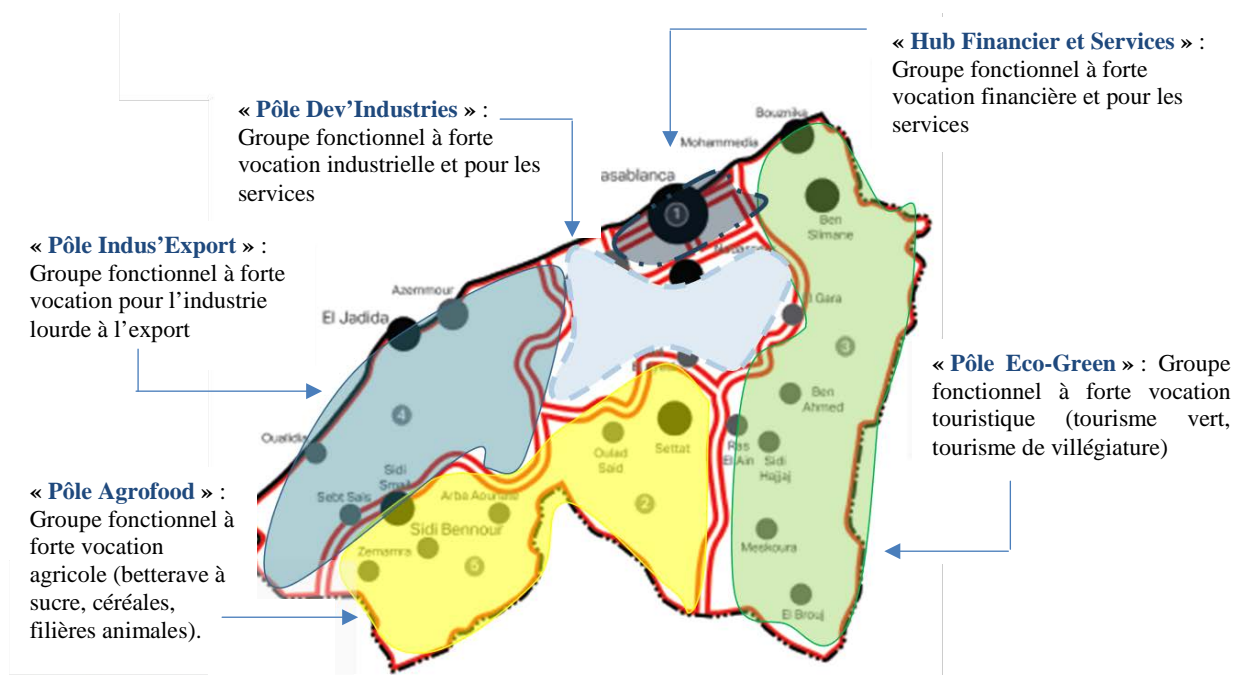 « Hub Financier et Services » :
Groupe fonctionnel à forte
vocation financière et pour les
services
« Pôle Dev’Industries » :
Groupe fonctionnel à forte
vocation industrielle et pour les
services
« Pôle Indus’Export » :
Groupe fonctionnel à forte
vocation pour l’industrie
lourde à l’export
« Pôle Agrofood » :
Groupe fonctionnel à
forte vocation
agricole (betterave à
sucre, céréales,
filières animales).
« Pôle Eco-Green » : Groupe
fonctionnel à forte vocation
touristique (tourisme vert,
tourisme de villégiature)
Bouznika
Mohammedia
asablanca
1
Ben
Slimane
El Gara
3
Azemmour
El Jadida
4
Oualidia
Ben
Ahmed
Settat
Oulad
Said
Ras
El Ain
Sidi
Hajjaj
2
Sidi
Smail
Sebt Sais
Sidi Bennour
Zemamra
5
Meskoura
El Brouj